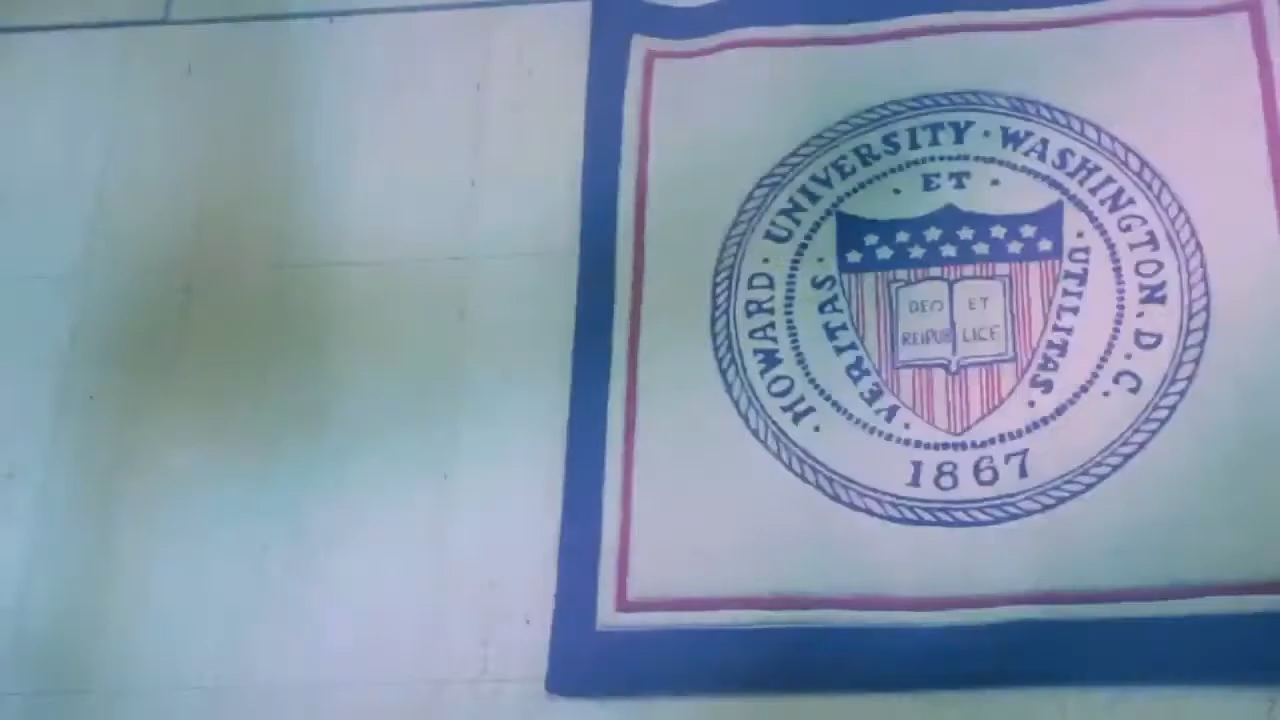 · HOWARD · UNIVERSITY · WASHINGTON. D. C.
· VERITAS · ET · UTILITAS ·
DEO ET
REIPUB LICE
1867